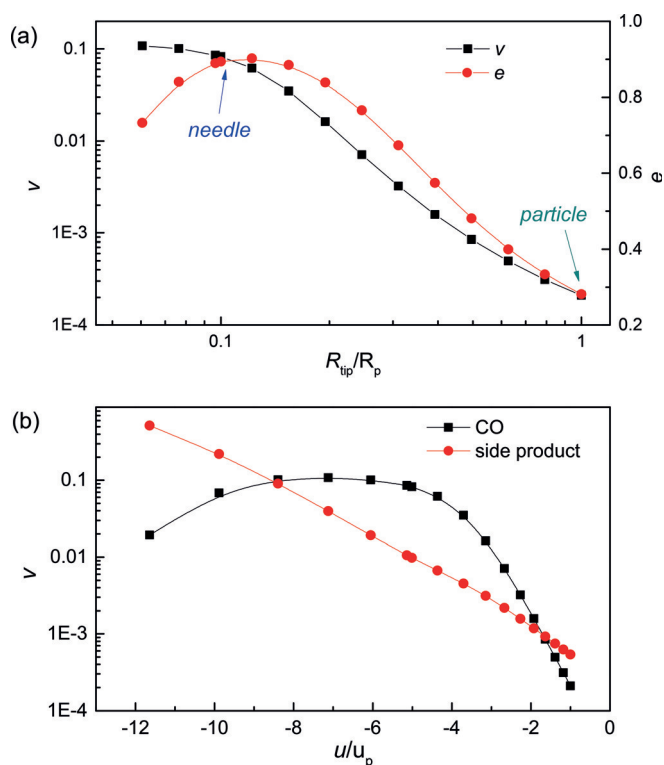 (a)
1.0
0.1
v
e
0.8
0.01
needle
v
e
0.6
particle
1E-3
0.4
1E-4
0.2
0.1
1
R_tip/R_p
(b)
CO
side product
0.1
v
0.01
1E-3
1E-4
-12
-10
-8
-6
-4
-2
0
u/u_p